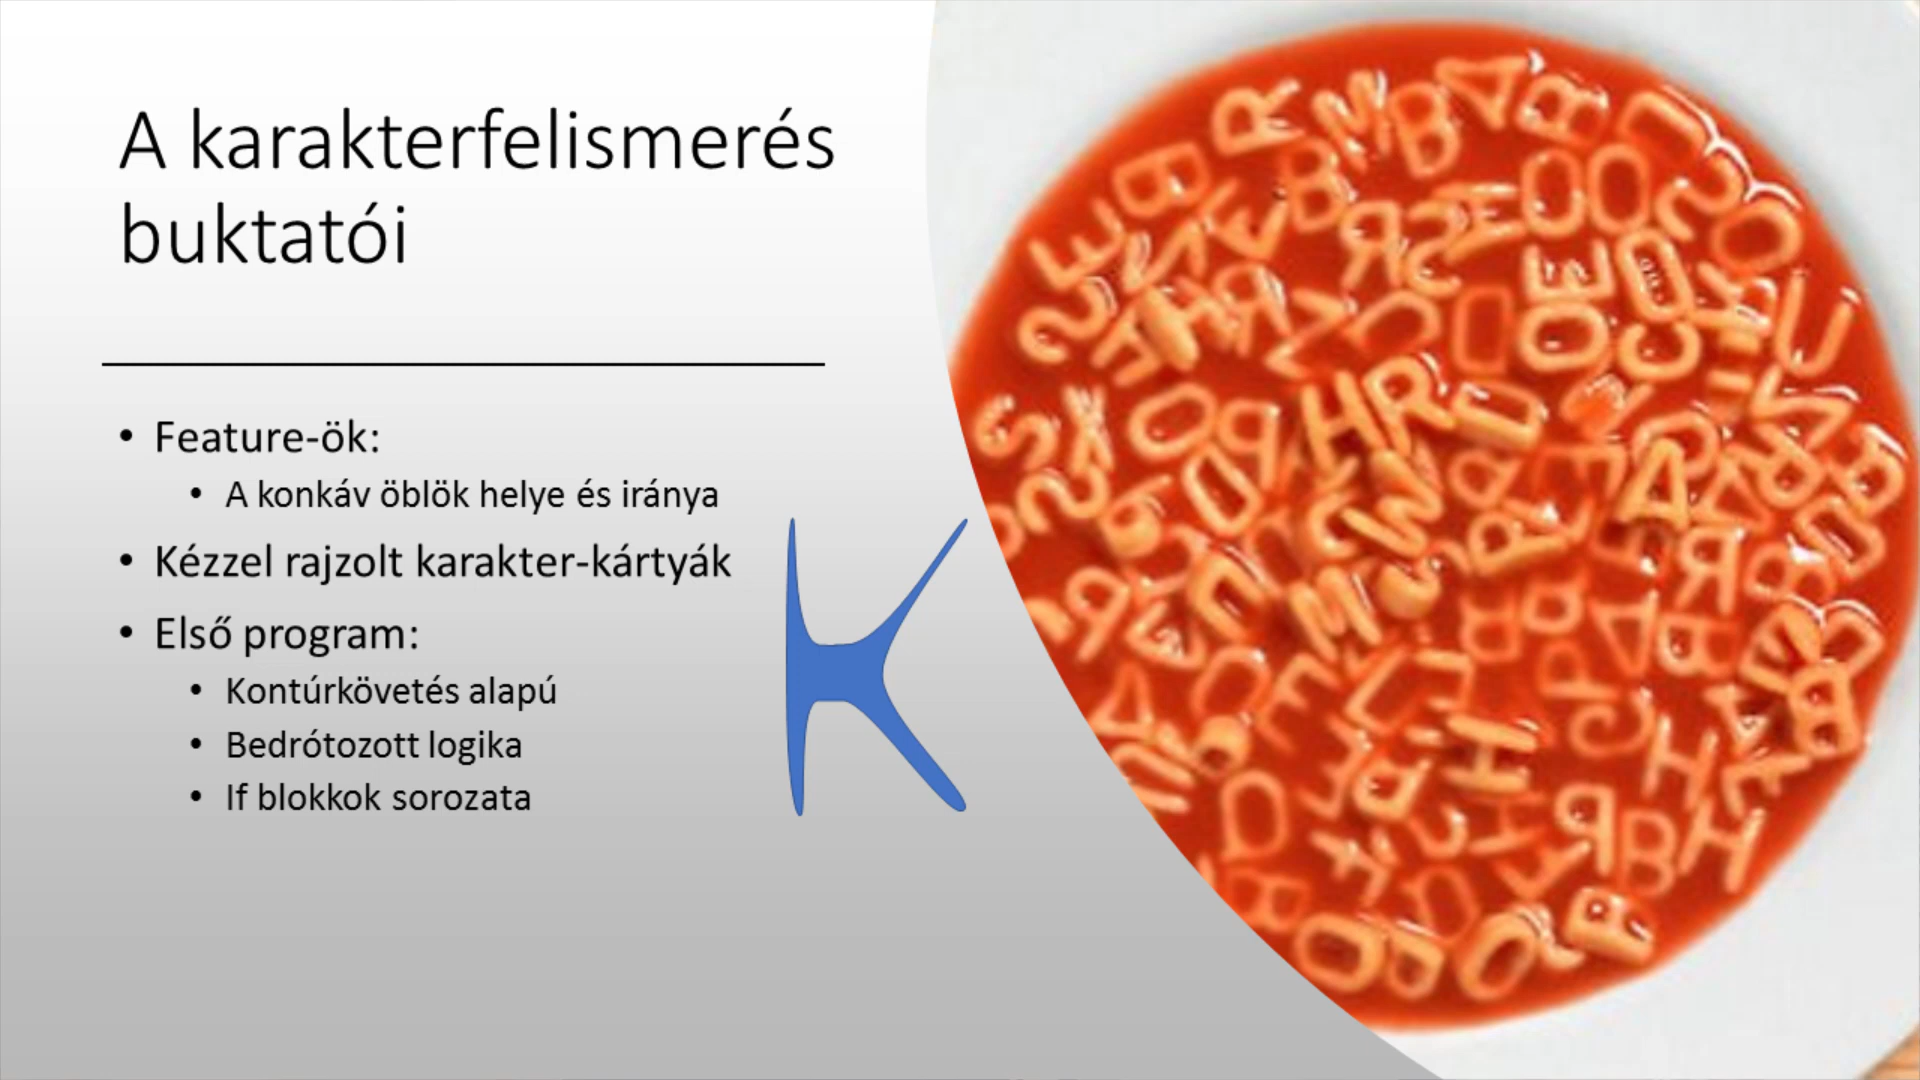 A karakterfelismerés
buktatói
• Feature-ök:
• A konkáv öblök helye és iránya
• Kézzel rajzolt karakter-kártyák
• Első program:
• Kontúrkövetés alapú
• Bedrótozott logika
• If blokkok sorozata
K